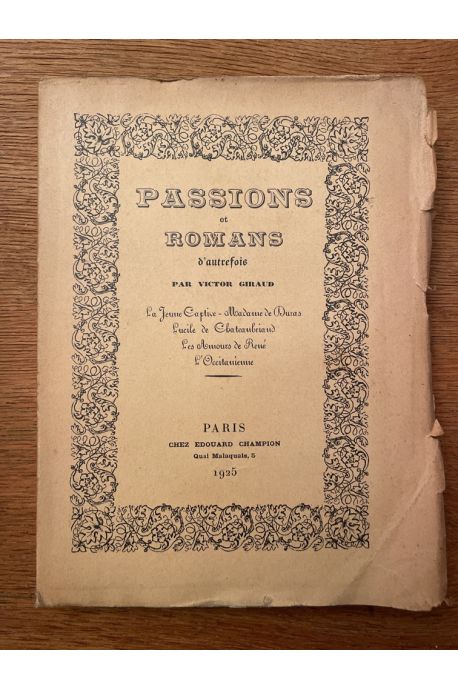 PASSIONS
et
ROMANS
d'autrefois
PAR VICTOR GIRAUD
La Jeune Captive - Madame de Duras
Lucile de Chateaubriand
Les Amours de René
L'Occitanienne
PARIS
CHEZ EDOUARD CHAMPION
Quai Malaquais, 5
1925